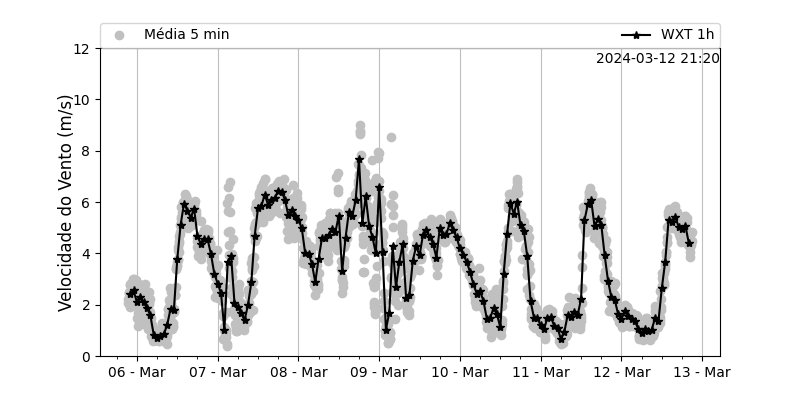 Média 5 min
WXT 1h
2024-03-12 21:20
Velocidade do Vento (m/s)
12
10
8
6
4
2
0
06 - Mar 07 - Mar 08 - Mar 09 - Mar 10 - Mar 11 - Mar 12 - Mar 13 - Mar